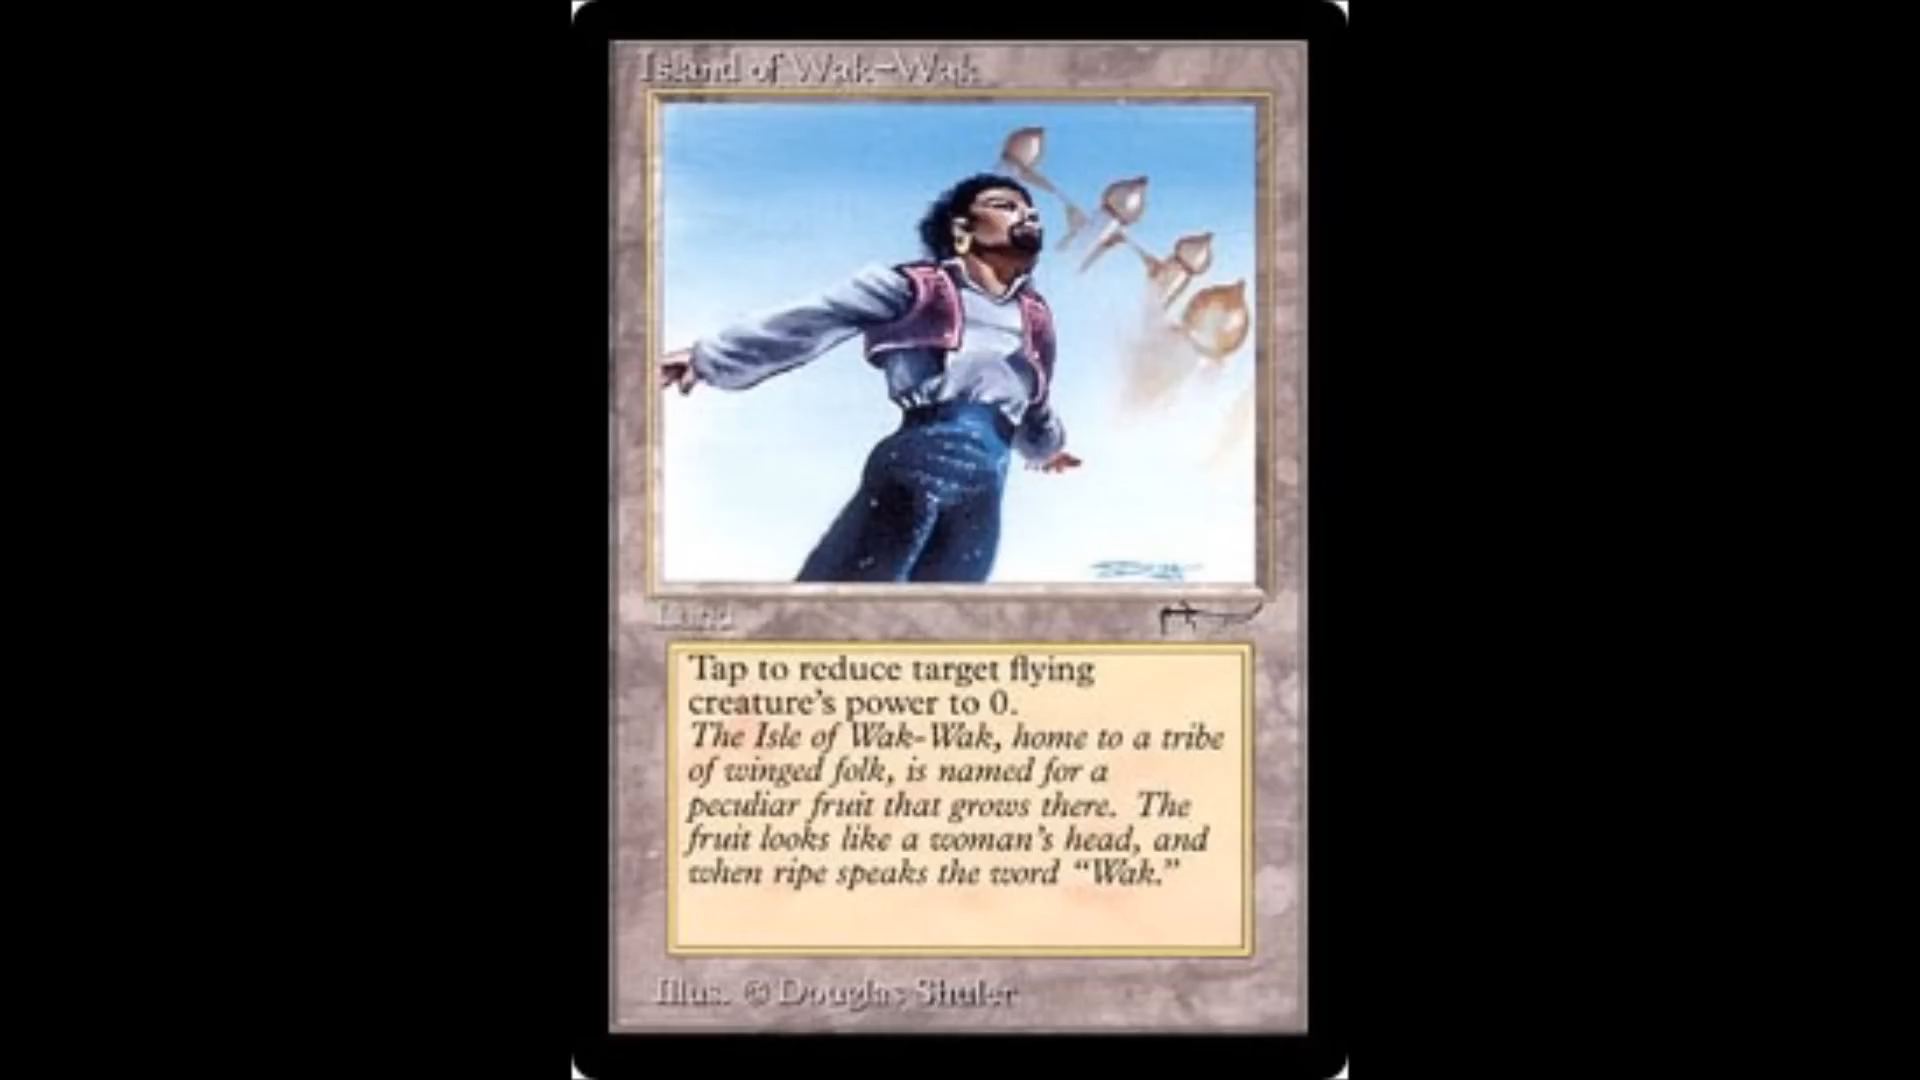 Island of Wak-Wak
Land
Tap to reduce target flying
creature's power to 0.
The Isle of Wak-Wak, home to a tribe
of winged folk, is named for a
peculiar fruit that grows there. The
fruit looks like a woman's head, and
when ripe speaks the word “Wak.”
Illus. © Douglas Shuler